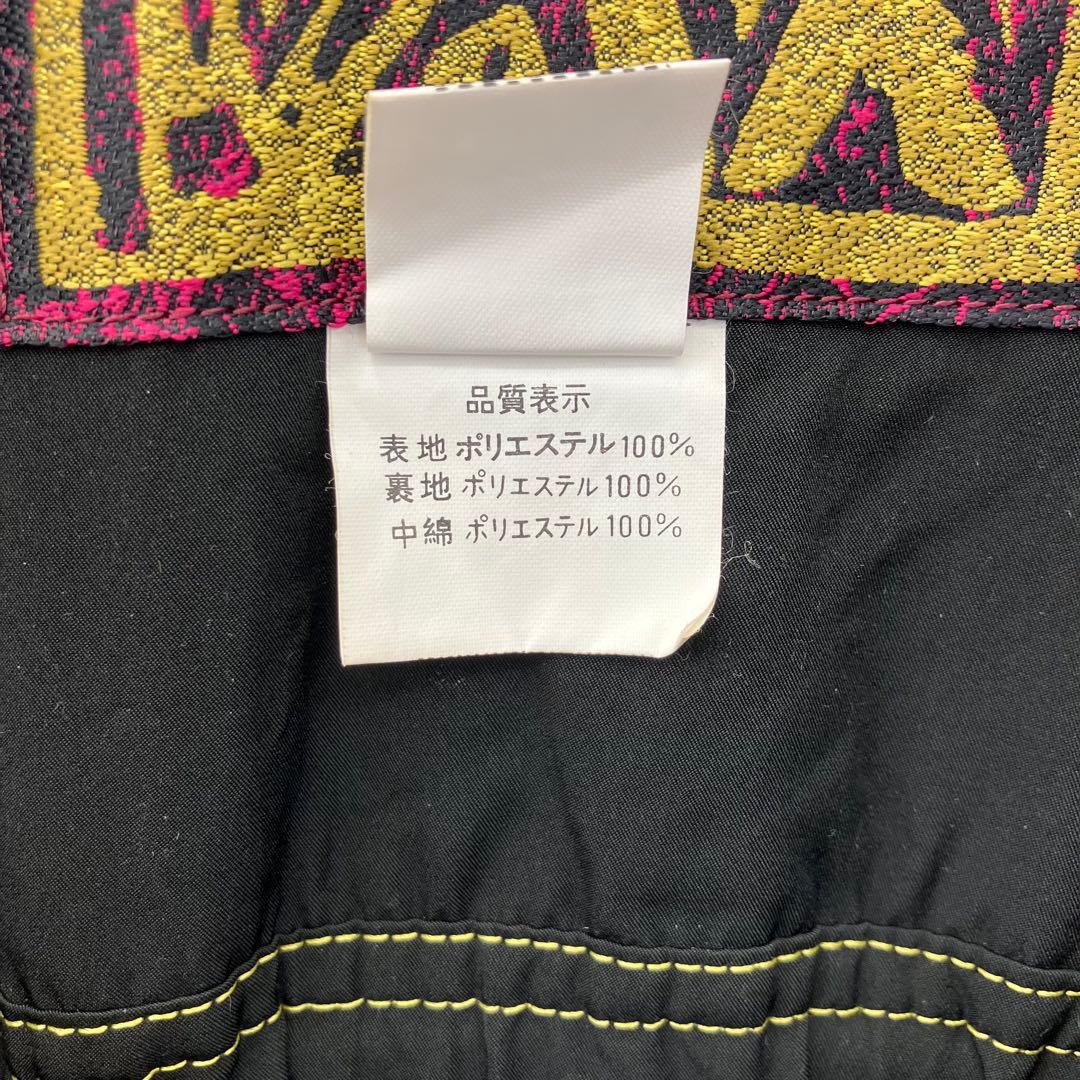 品質表示
表地 ポリエステル100%
裏地 ポリエステル100%
中綿 ポリエステル100%